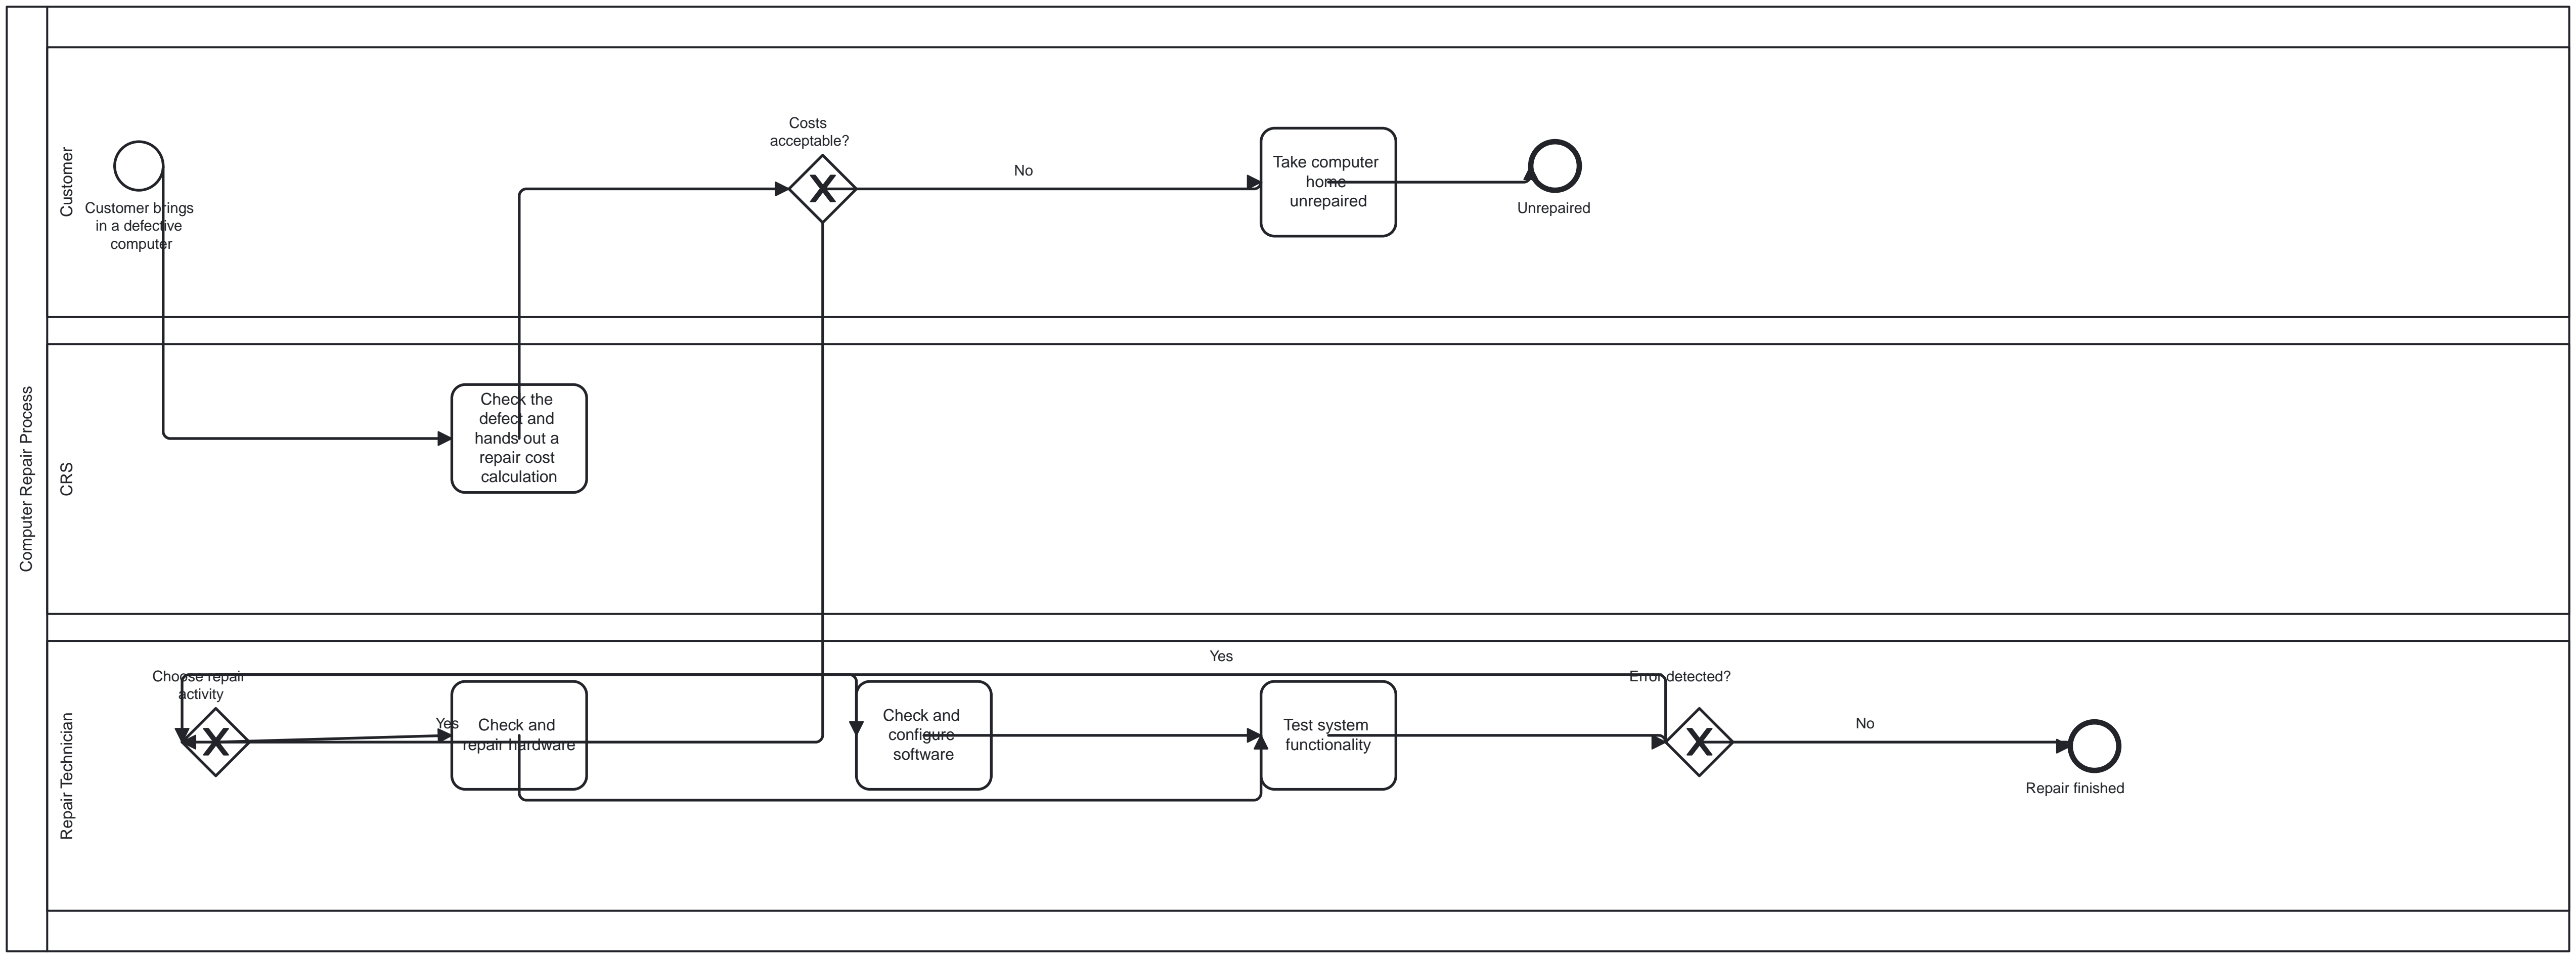 Computer Repair Process
Customer
Customer brings
in a defective
computer
Costs
acceptable?
No
Take computer
home
unrepaired
Unrepaired
CRS
Check the
defect and
hands out a
repair cost
calculation
Repair Technician
Choose repair
activity
Yes
Check and
repair hardware
Check and
configure
software
Yes
Test system
functionality
Error detected?
No
Repair finished